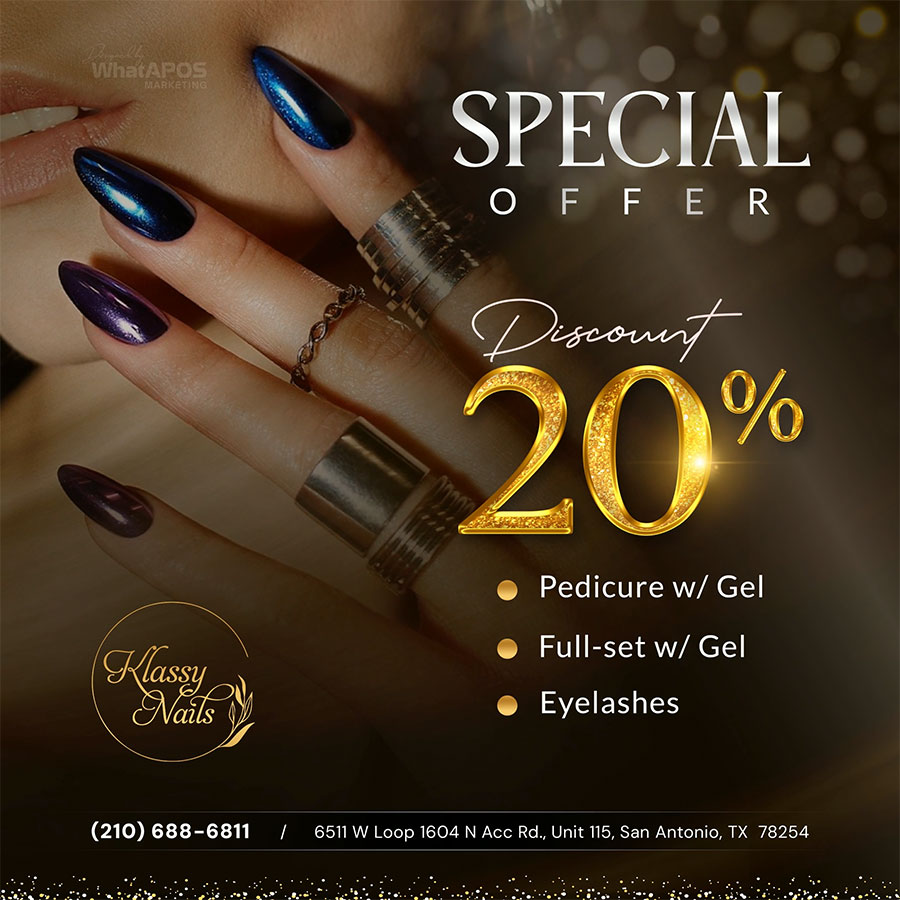 WhatAPOS
MARKETING
SPECIAL
OFFER
Discount
20%
Pedicure w/ Gel
Full-set w/ Gel
Eyelashes
Klassy
Nails
(210) 688-6811 / 6511 W Loop 1604 N Acc Rd., Unit 115, San Antonio, TX 78254